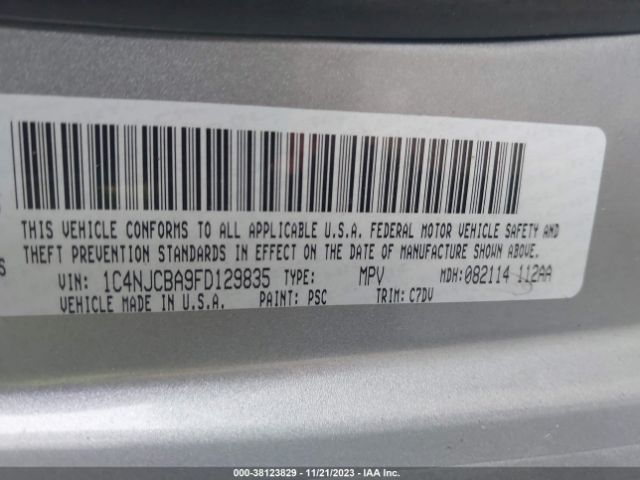 THIS VEHICLE CONFORMS TO ALL APPLICABLE U.S.A. FEDERAL MOTOR VEHICLE SAFETY AND
THEFT PREVENTION STANDARDS IN EFFECT ON THE DATE OF MANUFACTURE SHOWN ABOVE.
VIN: 1C4NJCBA9FD129835 TYPE: MPV MDH:082114 112AA
VEHICLE MADE IN U.S.A. PAINT: PSC TRIM: C7DV
000-38123829 - 11/21/2023 - IAA Inc.